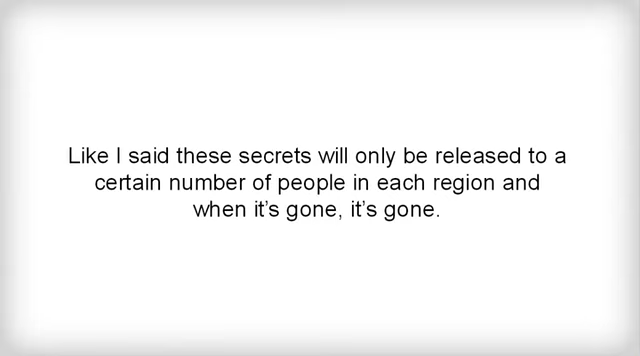 Like I said these secrets will only be released to a
certain number of people in each region and
when it's gone, it's gone.